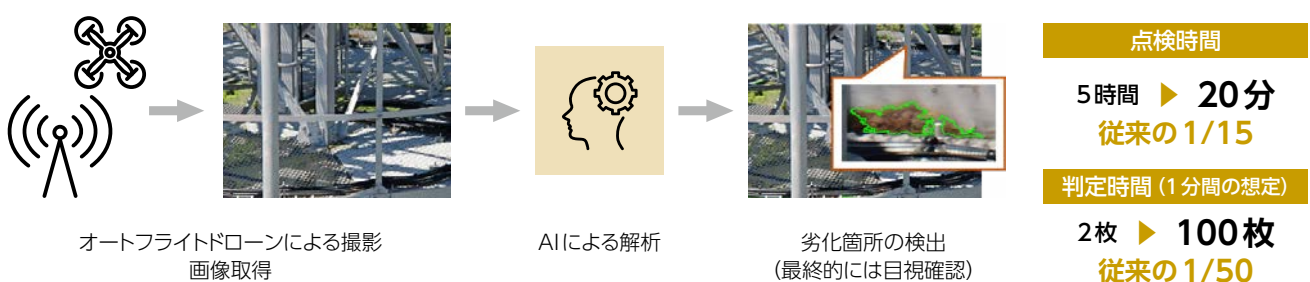 オートフライトドローンによる撮影
画像取得
AIによる解析
劣化箇所の検出
(最終的には目視確認)
点検時間
5時間 ▶ 20分
従来の1/15
判定時間(1分間の想定)
2枚 ▶ 100枚
従来の1/50